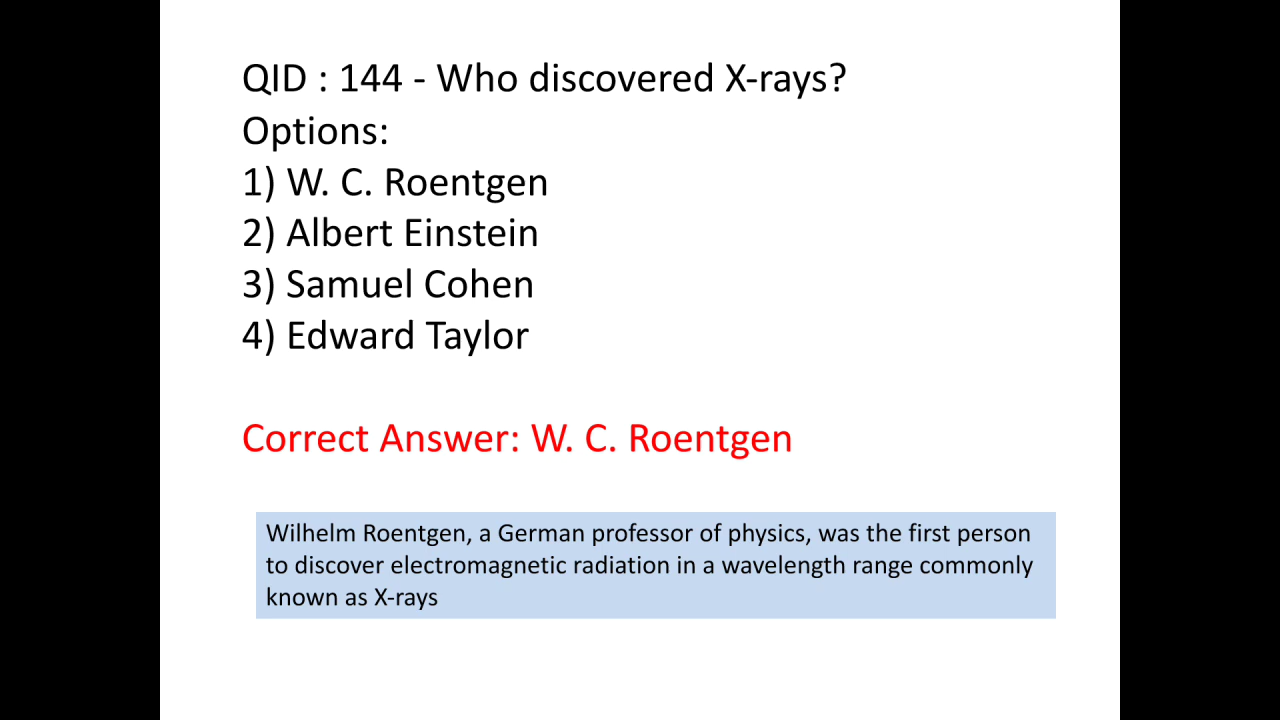 QID : 144 - Who discovered X-rays?
Options:
1) W. C. Roentgen
2) Albert Einstein
3) Samuel Cohen
4) Edward Taylor
Correct Answer: W. C. Roentgen
Wilhelm Roentgen, a German professor of physics, was the first person
to discover electromagnetic radiation in a wavelength range commonly
known as X-rays